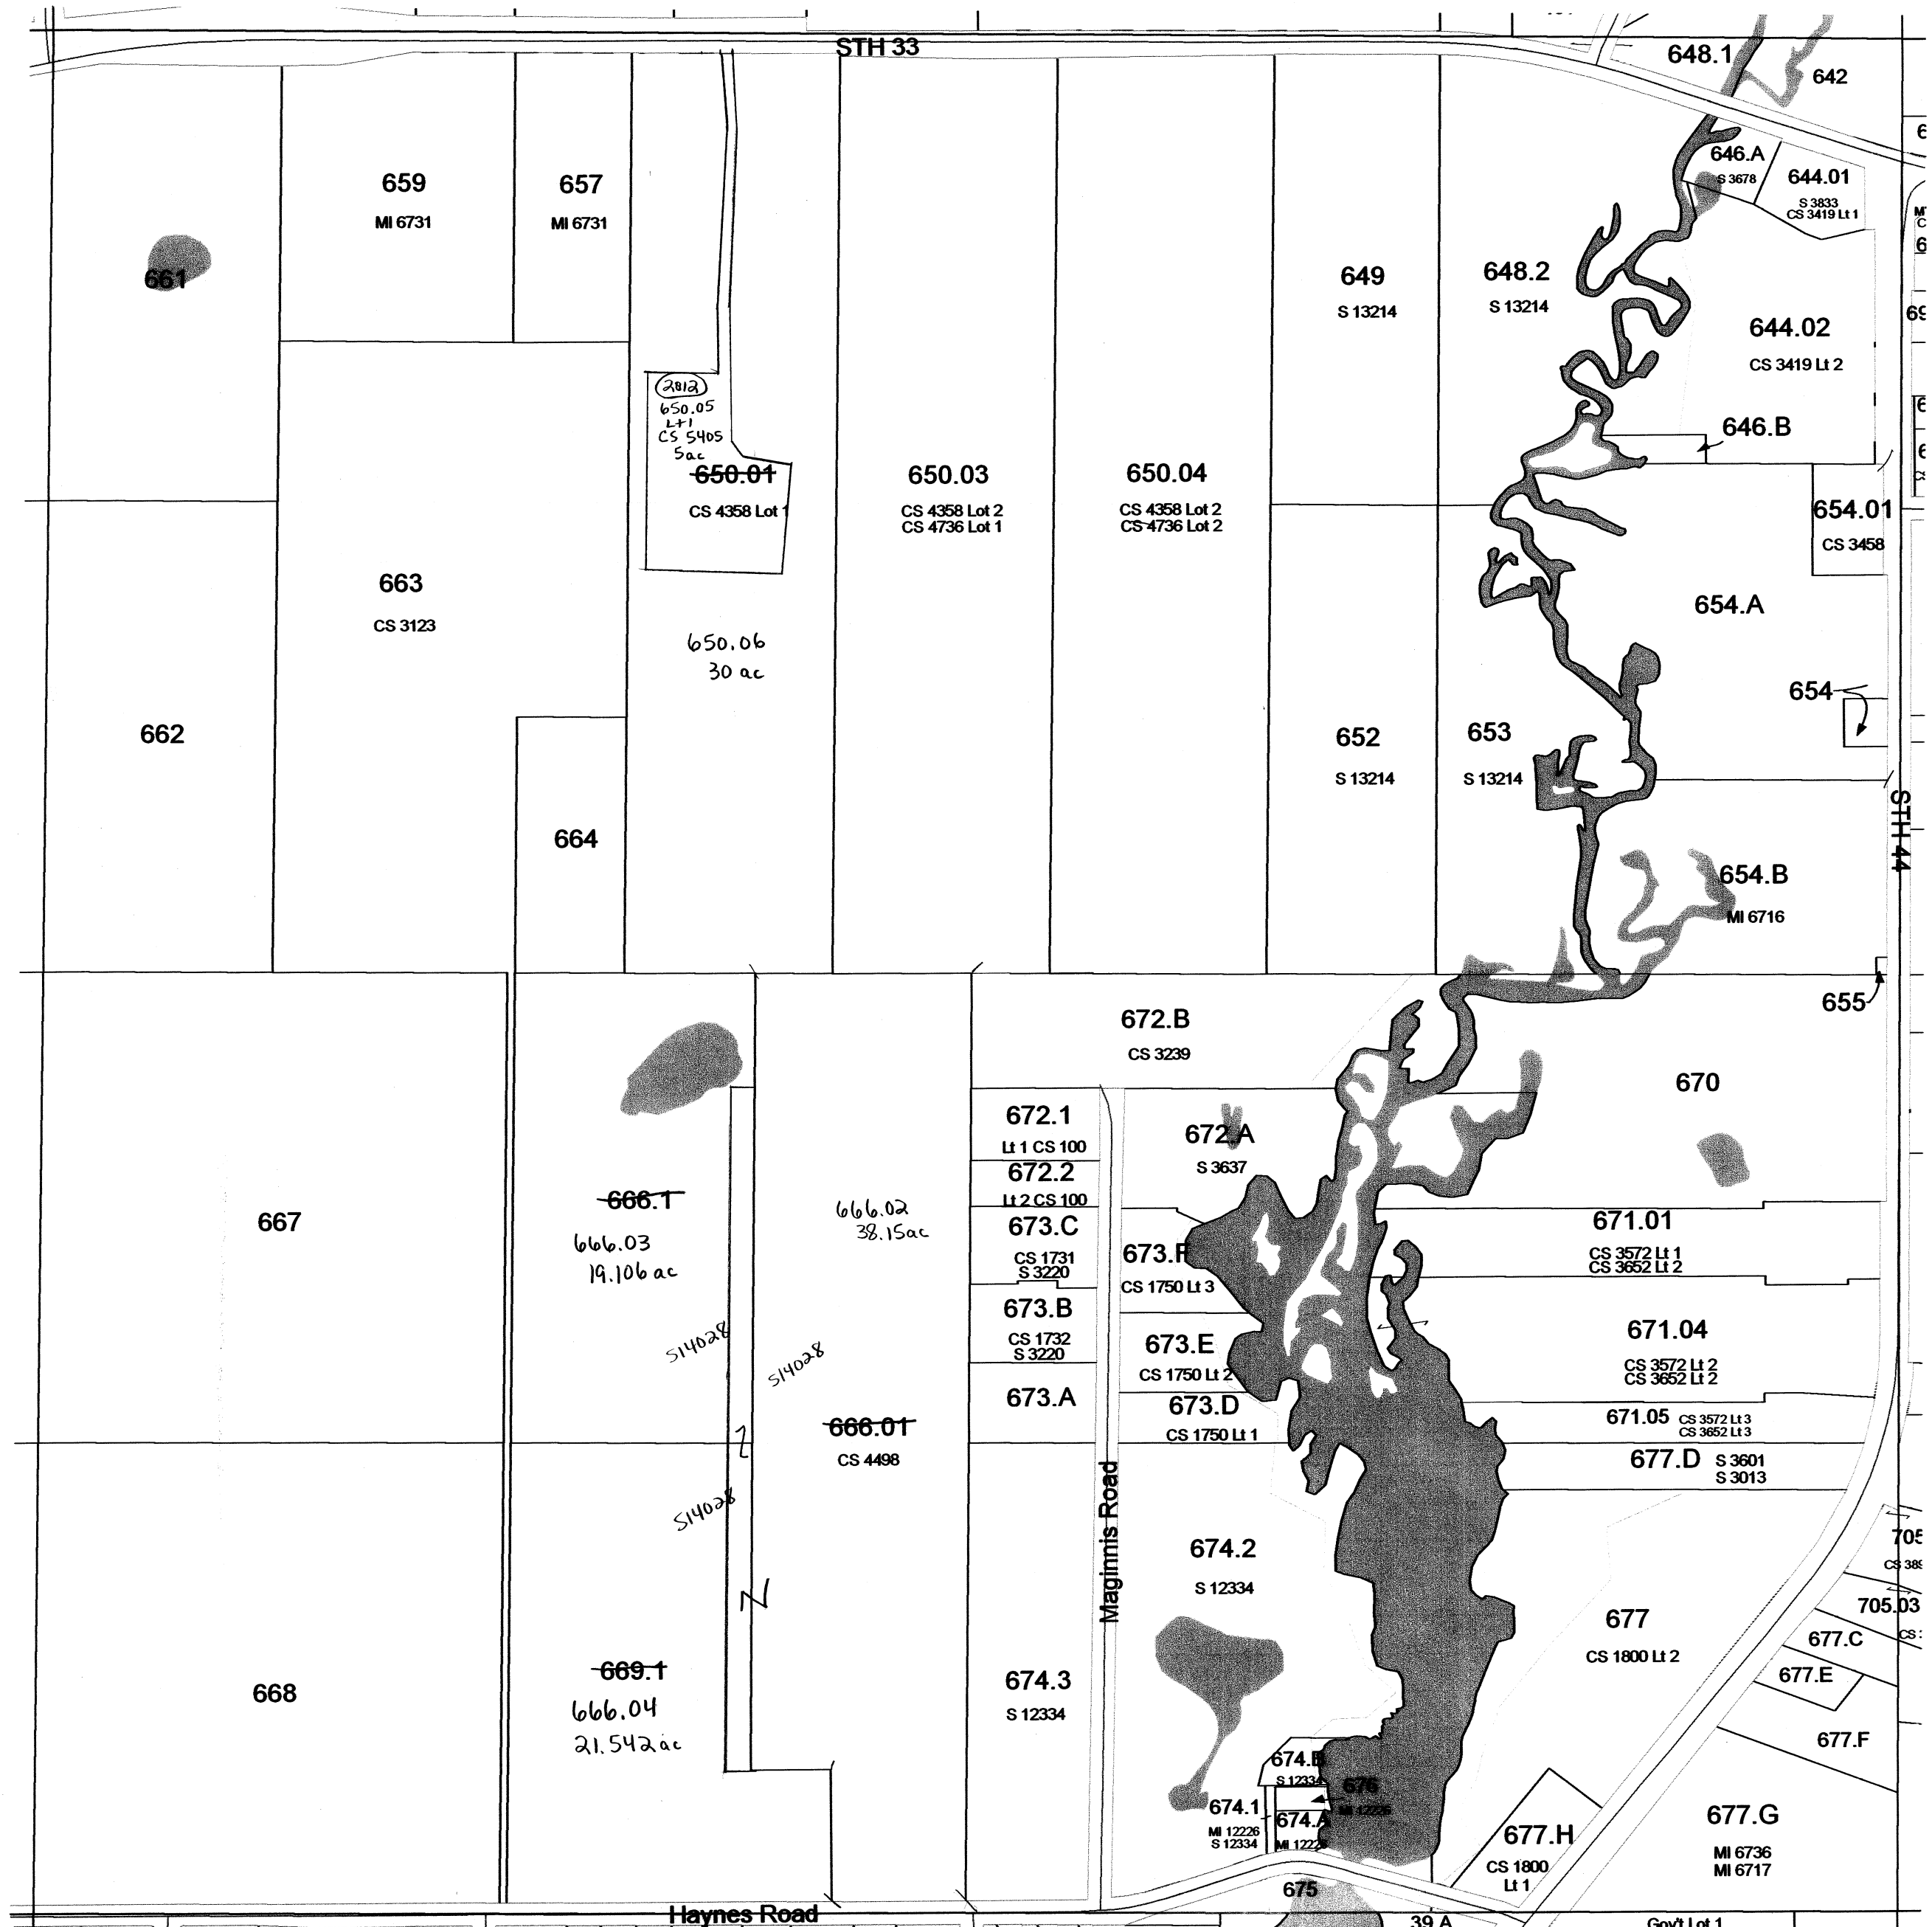 STH 33
648.1
642
646.A
S 3678
644.01
S 3833
CS 3419 Lt 1
659
MI 6731
657
MI 6731
661
649
S 13214
648.2
S 13214
644.02
CS 3419 Lt 2
2812
650.05
Lt 1
CS 5405
5ac
650.01
CS 4358 Lot 1
650.03
CS 4358 Lot 2
CS 4736 Lot 1
650.04
CS 4358 Lot 2
CS 4736 Lot 2
646.B
654.01
CS 3458
663
CS 3123
654.A
650.06
30 ac
654
662
652
S 13214
653
S 13214
STH 44
664
654.B
MI 6716
655
672.B
CS 3239
670
672.1
Lt 1 CS 100
672.2
Lt 2 CS 100
672.A
S 3637
667
666.1
666.03
19.106 ac
666.02
38.15ac
673.C
CS 1731
S 3220
673.F
CS 1750 Lt 3
671.01
CS 3572 Lt 1
CS 3652 Lt 2
673.B
CS 1732
S 3220
673.E
CS 1750 Lt 2
671.04
CS 3572 Lt 2
CS 3652 Lt 2
S14028
S14028
673.A
673.D
CS 1750 Lt 1
671.05 CS 3572 Lt 3
CS 3652 Lt 3
666.01
CS 4498
677.D S 3601
S 3013
S14028
Maginnis Road
674.2
S 12334
705.03
677
CS 1800 Lt 2
677.C
677.E
677.F
668
669.1
666.04
21.542 ac
674.3
S 12334
674.B
S 12334
676
MI 12226
674.1
MI 12226
S 12334
674.A
677.H
CS 1800
Lt 1
677.G
MI 6736
MI 6717
675
Haynes Road
39 A
Gov't Lot 1